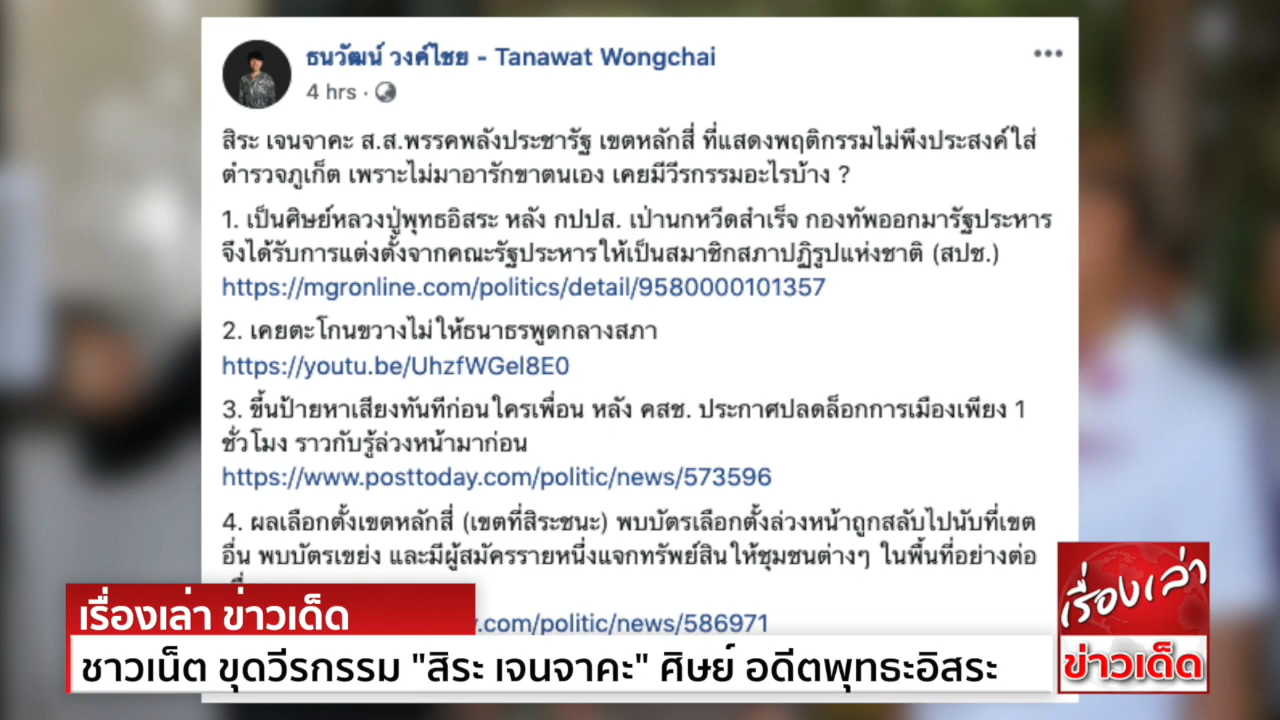 ธนวัฒน์ วงค์ไชย - Tanawat Wongchai
4 hrs ·
สิระ เจนจาคะ ส.ส.พรรคพลังประชารัฐ เขตหลักสี่ ที่แสดงพฤติกรรมไม่พึงประสงค์ใส่
ตำรวจภูเก็ต เพราะไม่มาอารักขาตนเอง เคยมีวีรกรรมอะไรบ้าง ?
1. เป็นศิษย์หลวงปู่พุทธอิสระ หลัง กปปส. เป่านกหวีดสำเร็จ กองทัพออกมารัฐประหาร
จึงได้รับการแต่งตั้งจากคณะรัฐประหารให้เป็นสมาชิกสภาปฏิรูปแห่งชาติ (สปช.)
https://mgronline.com/politics/detail/9580000101357
2. เคยตะโกนขวางไม่ให้ธนาธรพูดกลางสภา
https://youtu.be/UhzfWGel8E0
3. ขึ้นป้ายหาเสียงทันทีก่อนใครเพื่อน หลัง คสช. ประกาศปลดล็อกการเมืองเพียง 1
ชั่วโมง ราวกับรู้ล่วงหน้ามาก่อน
https://www.posttoday.com/politic/news/573596
4. ผลเลือกตั้งเขตหลักสี่ (เขตที่สิระชนะ) พบบัตรเลือกตั้งล่วงหน้าถูกสลับไปนับที่เขต
อื่น พบบัตรเขย่ง และมีผู้สมัครรายหนึ่งแจกทรัพย์สินให้ชุมชนต่างๆ ในพื้นที่อย่างต่อ
.com/politic/news/586971
เรื่องเล่า ข่าวเด็ด
ชาวเน็ต ขุดวีรกรรม "สิระ เจนจาคะ" ศิษย์ อดีตพุทธะอิสระ
เรื่องเล่า
ข่าวเด็ด